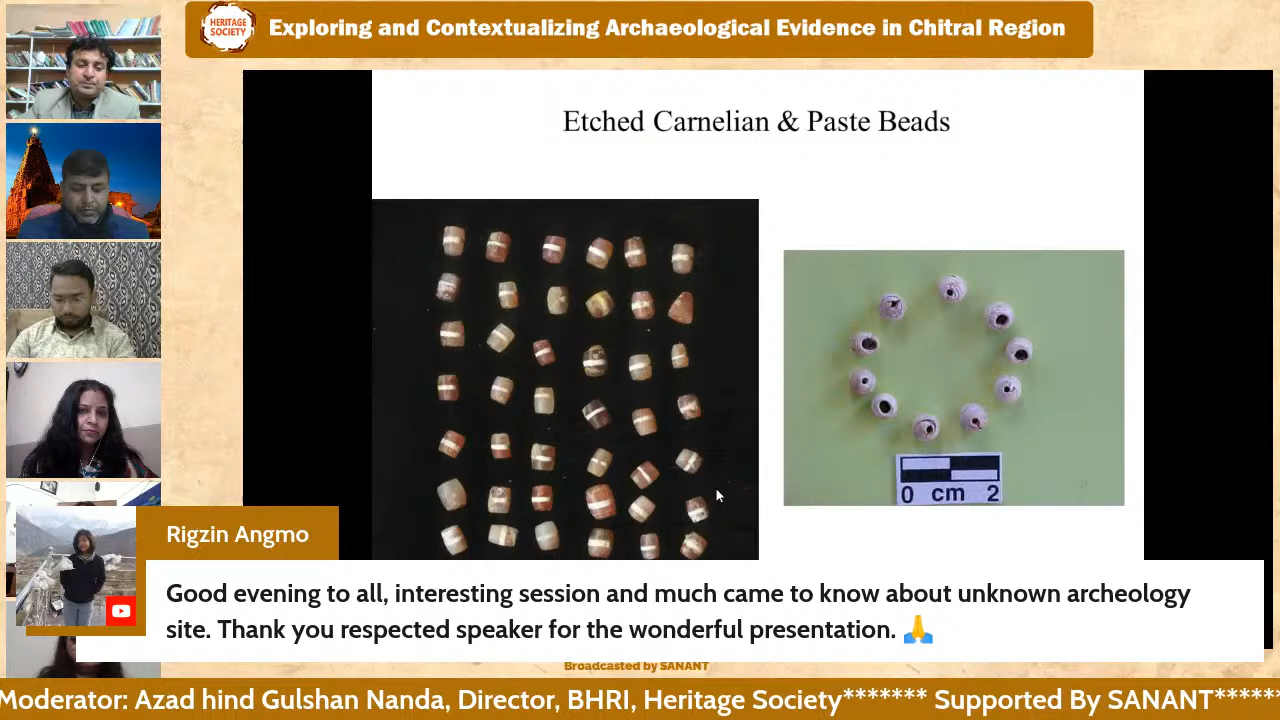 HERITAGE
SOCIETY
Exploring and Contextualizing Archaeological Evidence in Chitral Region
Etched Carnelian & Paste Beads
0 cm 2
Rigzin Angmo
Good evening to all, interesting session and much came to know about unknown archeology
site. Thank you respected speaker for the wonderful presentation. 🙏
Broadcasted by SANANT
Moderator: Azad hind Gulshan Nanda, Director, BHRI, Heritage Society******* Supported By SANANT******